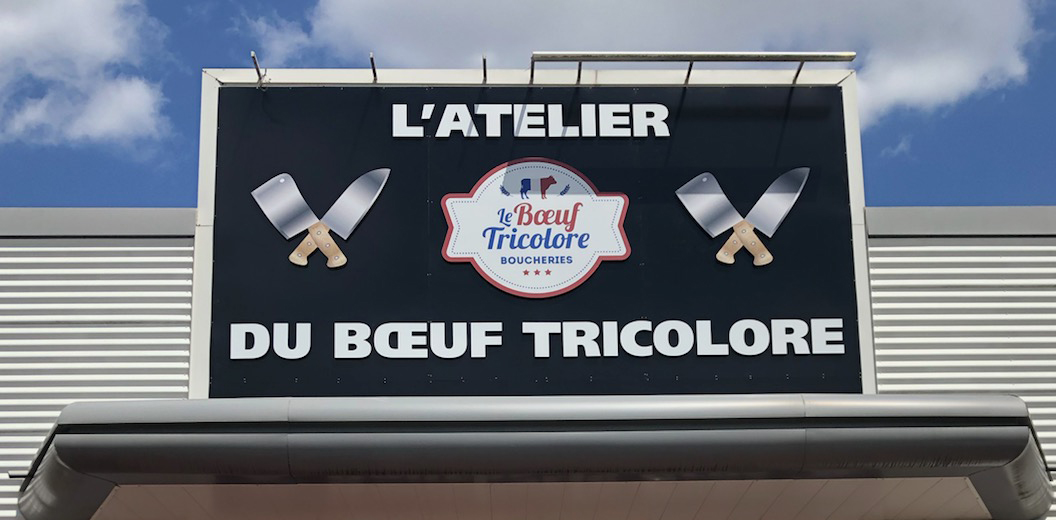 L'ATELIER
Le Bœuf
Tricolore
BOUCHERIES
DU BŒUF TRICOLORE